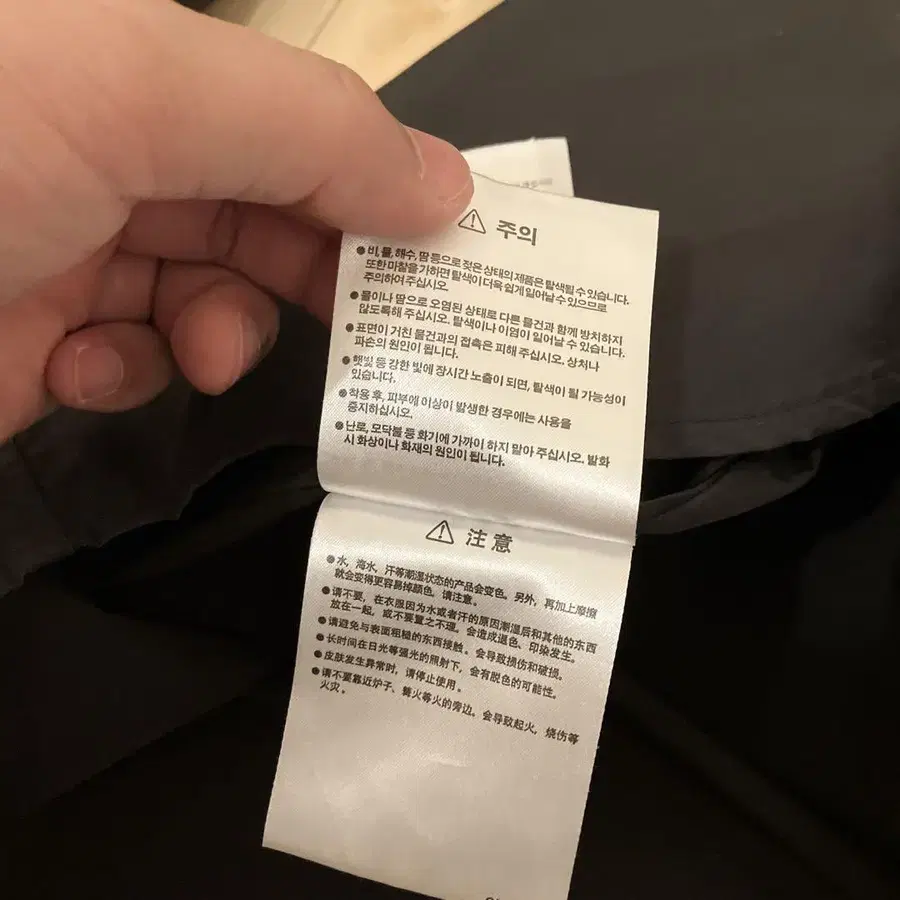 ⚠ 주의
●비, 물, 해수, 땀 등으로 젖은 상태의 제품은 탈색될 수 있습니다.
또한 마찰을 가하면 탈색이 더욱 쉽게 일어날 수 있으므로
주의하여 주십시오.
●물이나 땀으로 오염된 상태로 다른 물건과 함께 방치하지
않도록해 주십시오. 탈색이나 이염이 일어날 수 있습니다.
●표면이 거친 물건과의 접촉은 피해 주십시오. 상처나
파손의 원인이 됩니다.
●햇빛 등 강한 빛에 장시간 노출이 되면, 탈색이 될 가능성이
있습니다.
●착용 후, 피부에 이상이 발생한 경우에는 사용을
중지하십시오.
●난로, 모닥불 등 화기에 가까이 하지 말아 주십시오. 발화
시 화상이나 화재의 원인이 됩니다.
⚠ 注意
●水，海水，汗等潮湿状态的产品会变色。另外，再加上摩擦
就会变得更容易掉颜色，请注意。
●请不要，在衣服因为水或者汗的原因潮湿后和其他的东西
放在一起，或不要置之不理。会造成退色、印染发生。
●请避免与表面粗糙的东西接触。会导致损伤和破损。
●长时间在日光等强光的照射下，会有脱色的可能性。
●皮肤发生异常时，请停止使用。
●请不要靠近炉子、篝火等火的旁边。会导致起火，烧伤等
火灾。